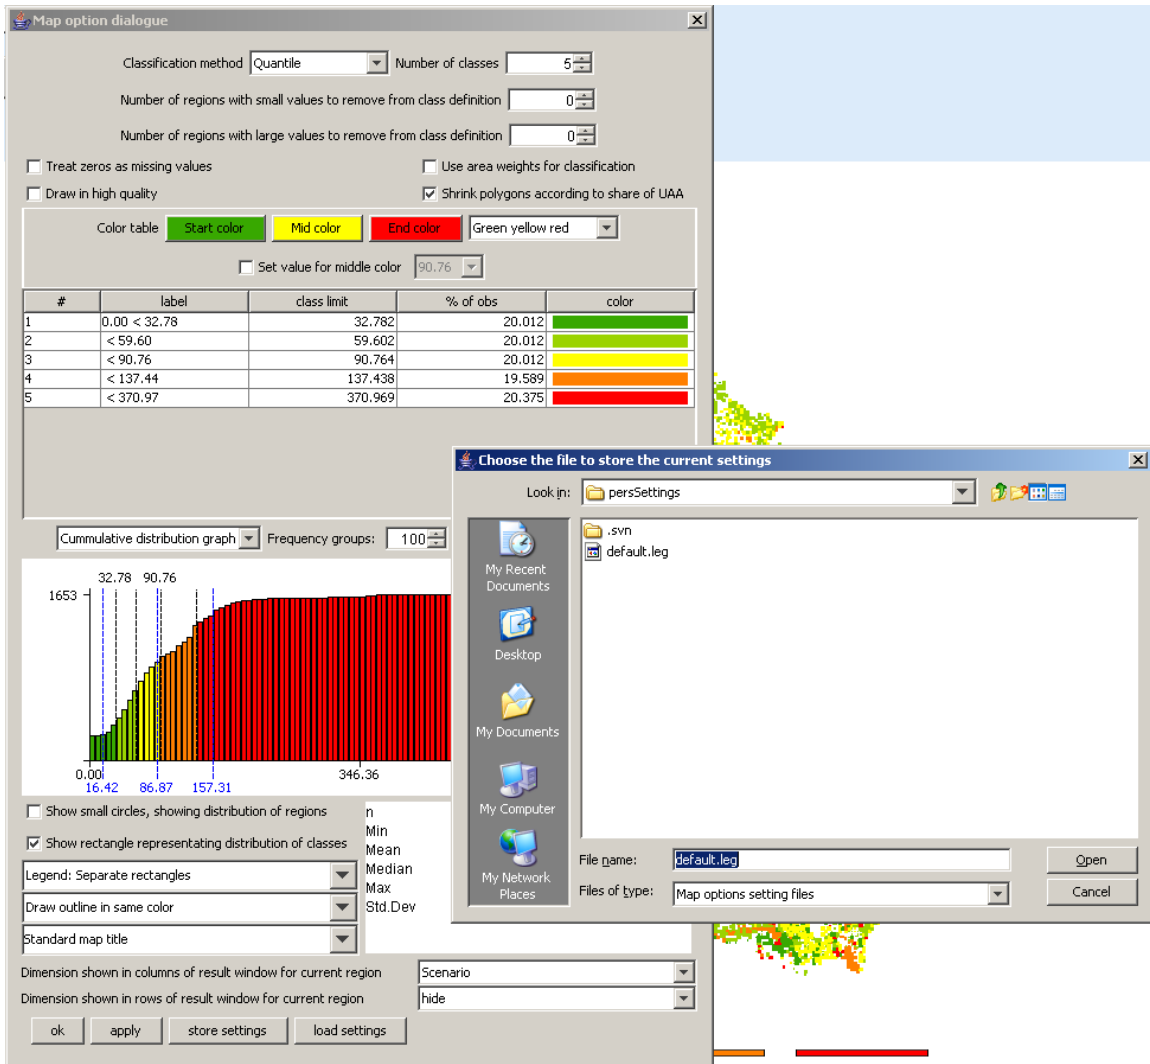 Map option dialogue
Classification method Quantile Number of classes 5
Number of regions with small values to remove from class definition 0
Number of regions with large values to remove from class definition 0
Treat zeros as missing values Use area weights for classification
Draw in high quality Shrink polygons according to share of UAA
Color table Start color Mid color End color Green yellow red
Set value for middle color 90.76
# label class limit % of obs color
1 0.00 < 32.78 32.782 20.012
2 < 59.60 59.602 20.012
3 < 90.76 90.764 20.012
4 < 137.44 137.438 19.589
5 < 370.97 370.969 20.375
Cummulative distribution graph Frequency groups: 100
32.78 90.76
1653
0.00 346.36
16.42 86.87 157.31
Show small circles, showing distribution of regions
Show rectangle representating distribution of classes
Legend: Separate rectangles
Draw outline in same color
Standard map title
n
Min
Mean
Median
Max
Std.Dev
Dimension shown in columns of result window for current region Scenario
Dimension shown in rows of result window for current region hide
ok apply store settings load settings
Choose the file to store the current settings
Look in: persSettings
My Recent
Documents
Desktop
My Documents
My Computer
My Network
Places
.svn
default.leg
File name: default.leg Open
Files of type: Map options setting files Cancel